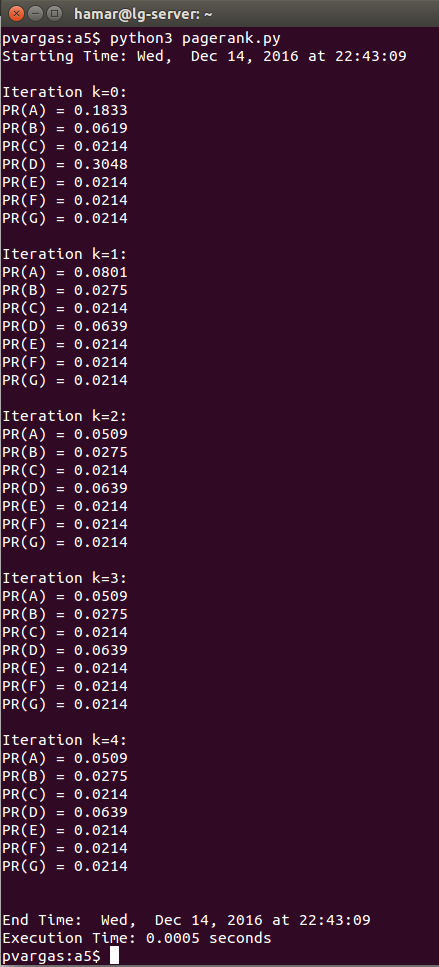 hamar@lg-server: ~
pvargas:a5$ python3 pagerank.py
Starting Time: Wed,  Dec 14, 2016 at 22:43:09

Iteration k=0:
PR(A) = 0.1833
PR(B) = 0.0619
PR(C) = 0.0214
PR(D) = 0.3048
PR(E) = 0.0214
PR(F) = 0.0214
PR(G) = 0.0214

Iteration k=1:
PR(A) = 0.0801
PR(B) = 0.0275
PR(C) = 0.0214
PR(D) = 0.0639
PR(E) = 0.0214
PR(F) = 0.0214
PR(G) = 0.0214

Iteration k=2:
PR(A) = 0.0509
PR(B) = 0.0275
PR(C) = 0.0214
PR(D) = 0.0639
PR(E) = 0.0214
PR(F) = 0.0214
PR(G) = 0.0214

Iteration k=3:
PR(A) = 0.0509
PR(B) = 0.0275
PR(C) = 0.0214
PR(D) = 0.0639
PR(E) = 0.0214
PR(F) = 0.0214
PR(G) = 0.0214

Iteration k=4:
PR(A) = 0.0509
PR(B) = 0.0275
PR(C) = 0.0214
PR(D) = 0.0639
PR(E) = 0.0214
PR(F) = 0.0214
PR(G) = 0.0214

End Time:  Wed,  Dec 14, 2016 at 22:43:09
Execution Time: 0.0005 seconds
pvargas:a5$